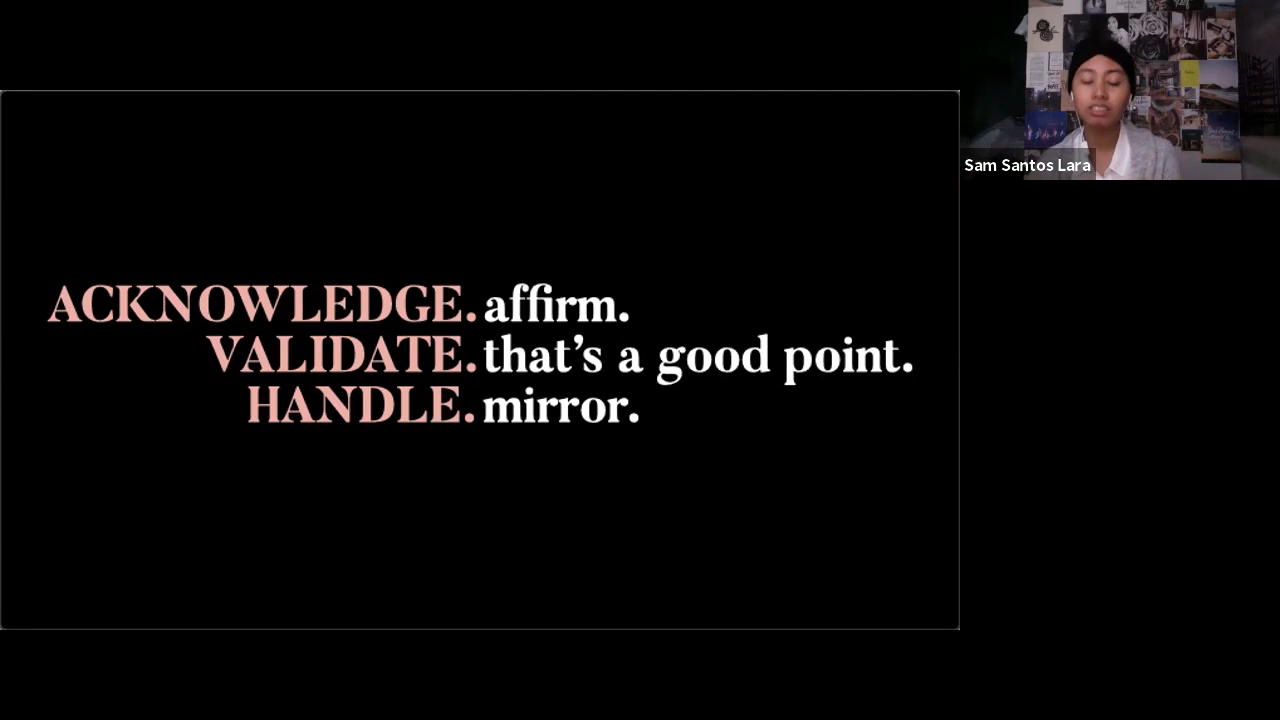 ACKNOWLEDGE. affirm.
VALIDATE. that’s a good point.
HANDLE. mirror.
Sam Santos Lara